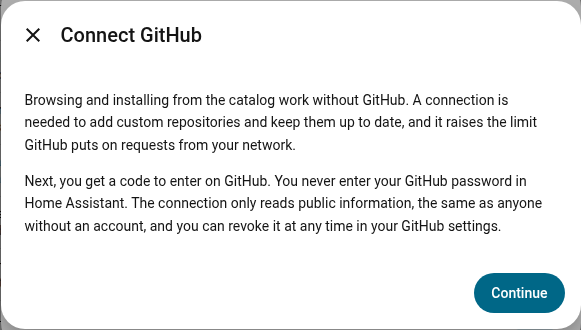 Connect GitHub
Browsing and installing from the catalog work without GitHub. A connection is
needed to add custom repositories and keep them up to date, and it raises the limit
GitHub puts on requests from your network.
Next, you get a code to enter on GitHub. You never enter your GitHub password in
Home Assistant. The connection only reads public information, the same as anyone
without an account, and you can revoke it at any time in your GitHub settings.
Continue